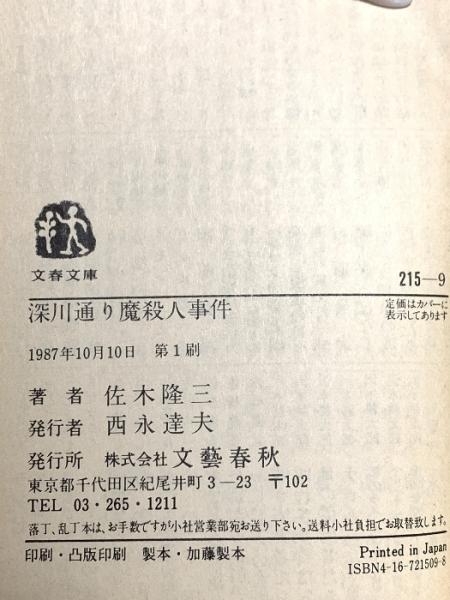 文春文庫
215—9
深川通り魔殺人事件
定価はカバーに
表示してあります
1987年10月10日 第1刷
著者 佐木隆三
発行者 西永達夫
発行所 株式会社 文藝春秋
東京都千代田区紀尾井町3—23 〒102
TEL 03・265・1211
落丁、乱丁本は、お手数ですが小社営業部宛お送り下さい。送料小社負担でお取替致します。
印刷・凸版印刷 製本・加藤製本
Printed in Japan
ISBN4-16-721509-8